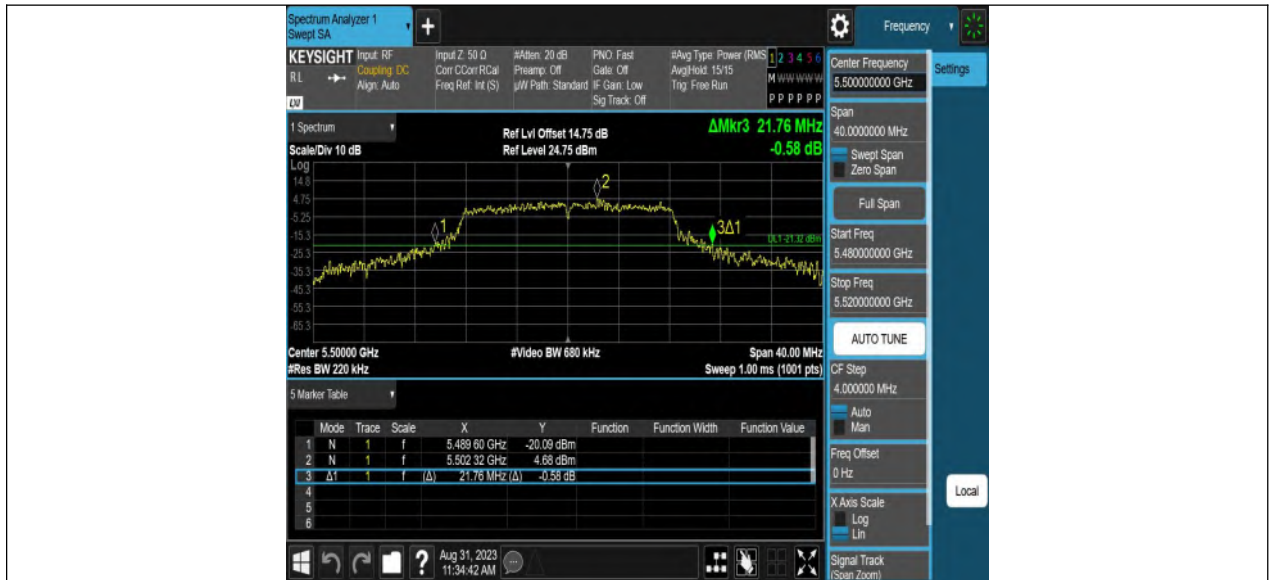 Spectrum Analyzer 1
Swept SA
+
Frequency
KEYSIGHT
RL
LXI
Input: RF
Coupling: DC
Align: Auto
Input Z: 50 Ω
Corr CCorr RCal
Freq Ref: Int (S)
#Atten: 20 dB
Preamp: Off
µW Path: Standard
PNO: Fast
Gate: Off
IF Gain: Low
Sig Track: Off
#Avg Type: Power (RMS
Avg|Hold: 15/15
Trig: Free Run
1 2 3 4 5 6
M W W W W W
P P P P P P
1 Spectrum
Scale/Div 10 dB
Ref Lvl Offset 14.75 dB
Ref Level 24.75 dBm
ΔMkr3 21.76 MHz
-0.58 dB
Log
14.8
4.75
-5.25
-15.3
-25.3
-35.3
-45.3
-55.3
-65.3
1
2
3Δ1
DL1 -21.32 dBm
Center 5.50000 GHz
#Video BW 680 kHz
Span 40.00 MHz
#Res BW 220 kHz
Sweep 1.00 ms (1001 pts)
5 Marker Table
Mode Trace Scale X Y Function Function Width Function Value
1 N 1 f 5.489 60 GHz -20.09 dBm
2 N 1 f 5.502 32 GHz 4.68 dBm
3 Δ1 1 f (Δ) 21.76 MHz (Δ) -0.58 dB
4
5
6
?
Aug 31, 2023
11:34:42 AM
Center Frequency
5.500000000 GHz
Settings
Span
40.0000000 MHz
Swept Span
Zero Span
Full Span
Start Freq
5.480000000 GHz
Stop Freq
5.520000000 GHz
AUTO TUNE
CF Step
4.000000 MHz
Auto
Man
Freq Offset
0 Hz
X Axis Scale
Log
Lin
Local
Signal Track
(Span Zoom)